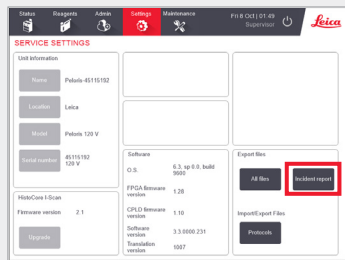 Status Reagents Admin Settings Maintenance
Fri 8 Oct | 01:49
Supervisor
Leica
SERVICE SETTINGS
Unit Information
Name Peloris-45115192
Location Leica
Model Peloris 120 V
Serial number 45115192
120 V
HistoCore I-Scan
Firmware version 2.1
Upgrade
Software
O.S. 6.3, sp 0.0, build
9600
FPGA firmware
version 1.28
CPLD firmware
version 1.10
Software
version 3.5.0000.231
Translation
version 1007
Export files
All files Incident report
Import/Export Files
Protocols